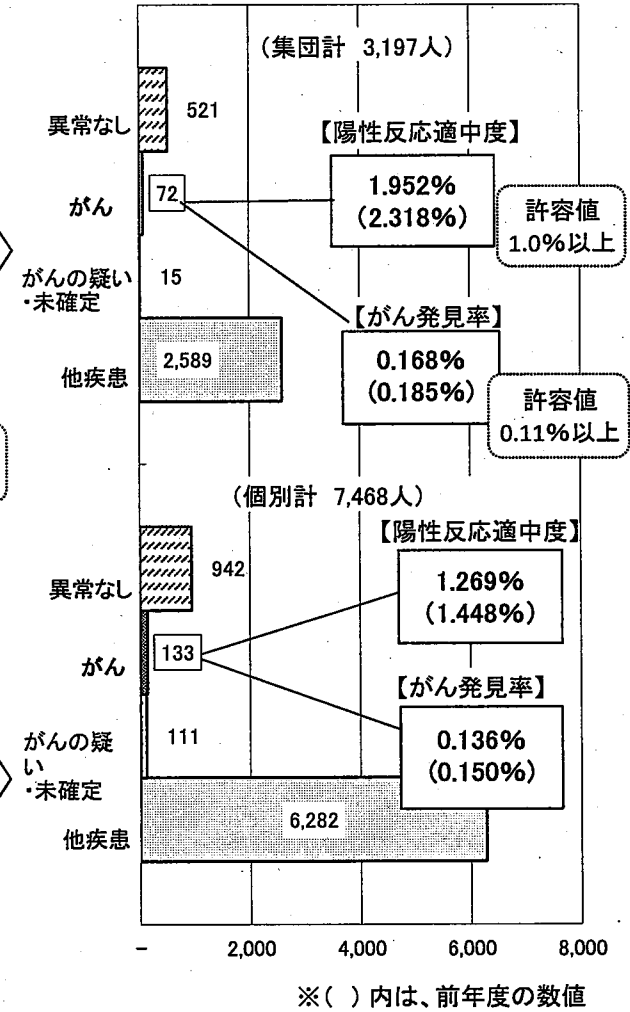 (集団計 3,197人)
異常なし
521
【陽性反応適中度】
1.952%
(2.318%)
許容値
1.0%以上
がん
72
がんの疑い
・未確定
15
【がん発見率】
0.168%
(0.185%)
許容値
0.11%以上
他疾患
2,589
(個別計 7,468人)
【陽性反応適中度】
異常なし
942
1.269%
(1.448%)
がん
133
【がん発見率】
0.136%
(0.150%)
がんの疑
い
・未確定
111
他疾患
6,282
-
2,000
4,000
6,000
8,000
※( )内は、前年度の数値